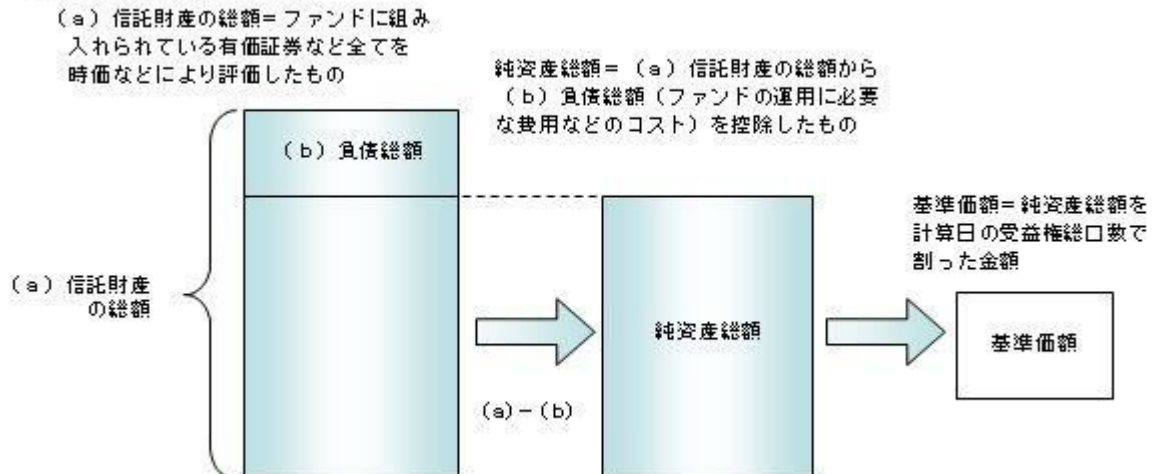 (a)信託財産の総額=ファンドに組み
入れられている有価証券など全てを
時価などにより評価したもの
純資産総額=(a)信託財産の総額から
(b)負債総額(ファンドの運用に必要
な費用などのコスト)を控除したもの
(b)負債総額
基準価額=純資産総額を
計算日の受益権総口数で
割った金額
(a)信託財産
の総額
純資産総額
基準価額
(a)-(b)